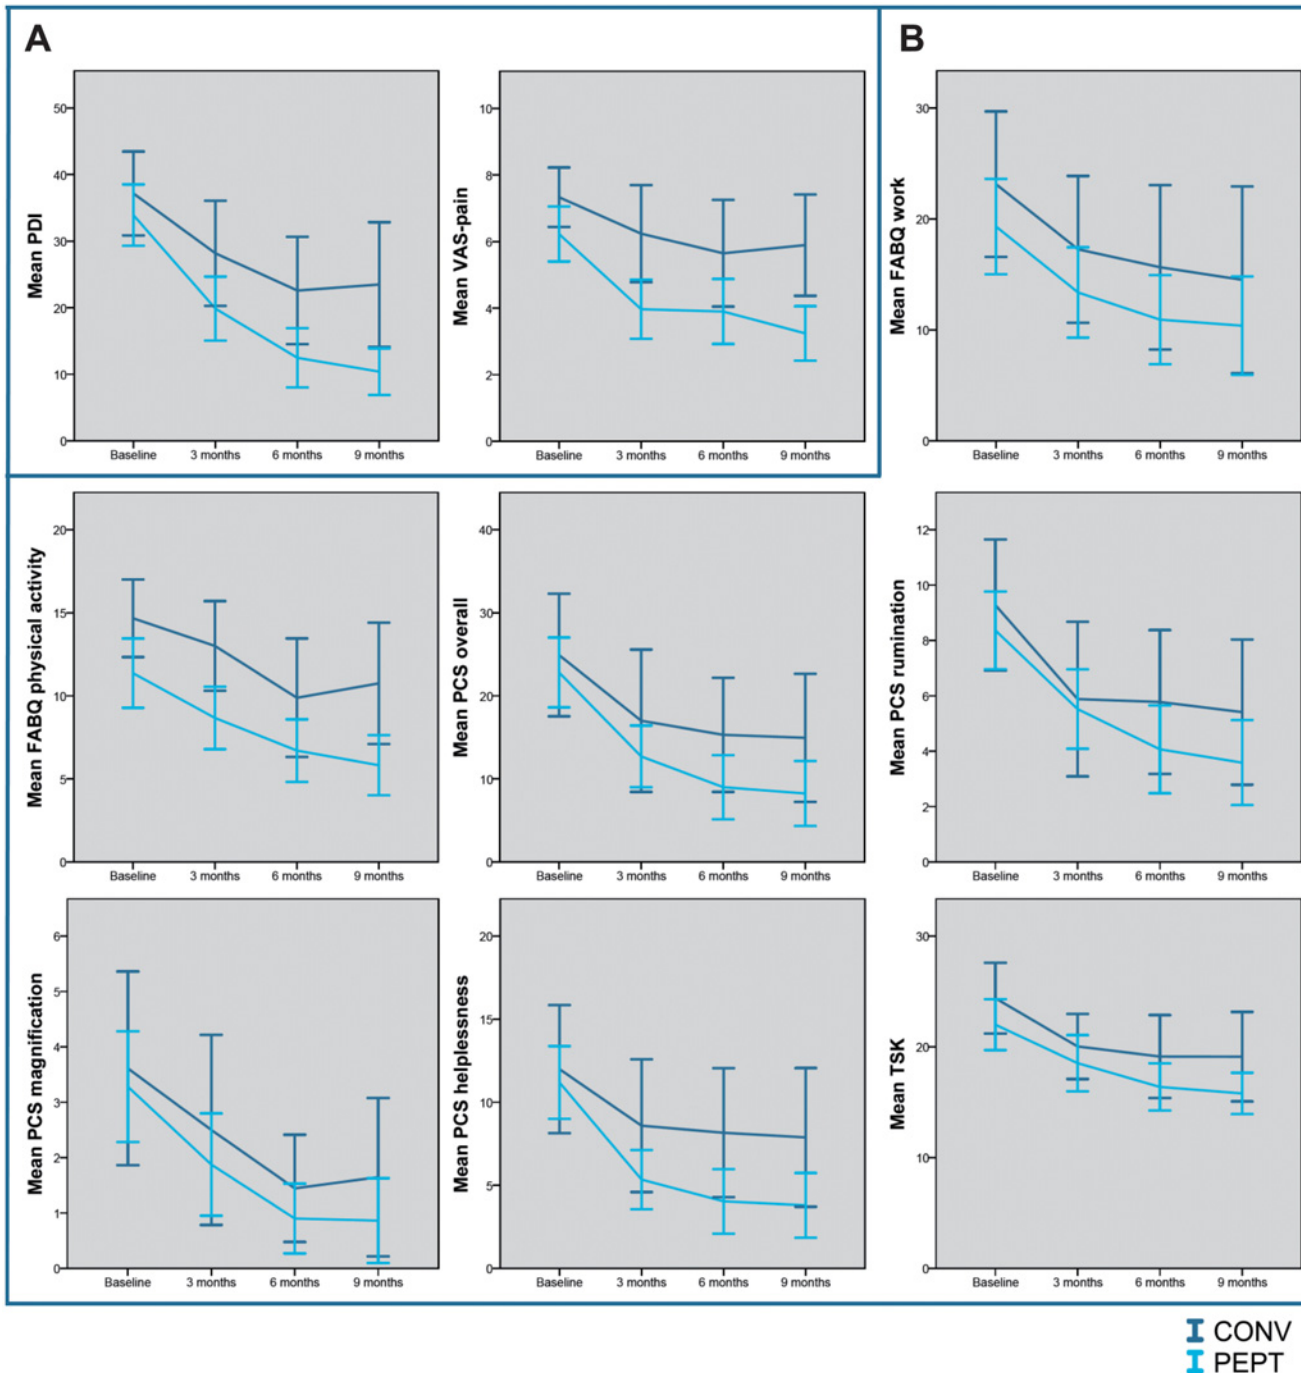 A
B
Mean PDI
50
40
30
20
10
0
Baseline 3 months 6 months 9 months
Mean VAS-pain
10
8
6
4
2
0
Baseline 3 months 6 months 9 months
Mean FABQ work
30
20
10
0
Baseline 3 months 6 months 9 months
Mean FABQ physical activity
20
15
10
5
0
Baseline 3 months 6 months 9 months
Mean PCS overall
40
30
20
10
0
Baseline 3 months 6 months 9 months
Mean PCS rumination
12
10
8
6
4
2
0
Baseline 3 months 6 months 9 months
Mean PCS magnification
6
5
4
3
2
1
0
Baseline 3 months 6 months 9 months
Mean PCS helplessness
20
15
10
5
0
Baseline 3 months 6 months 9 months
Mean TSK
30
20
10
0
Baseline 3 months 6 months 9 months
CONV
PEPT